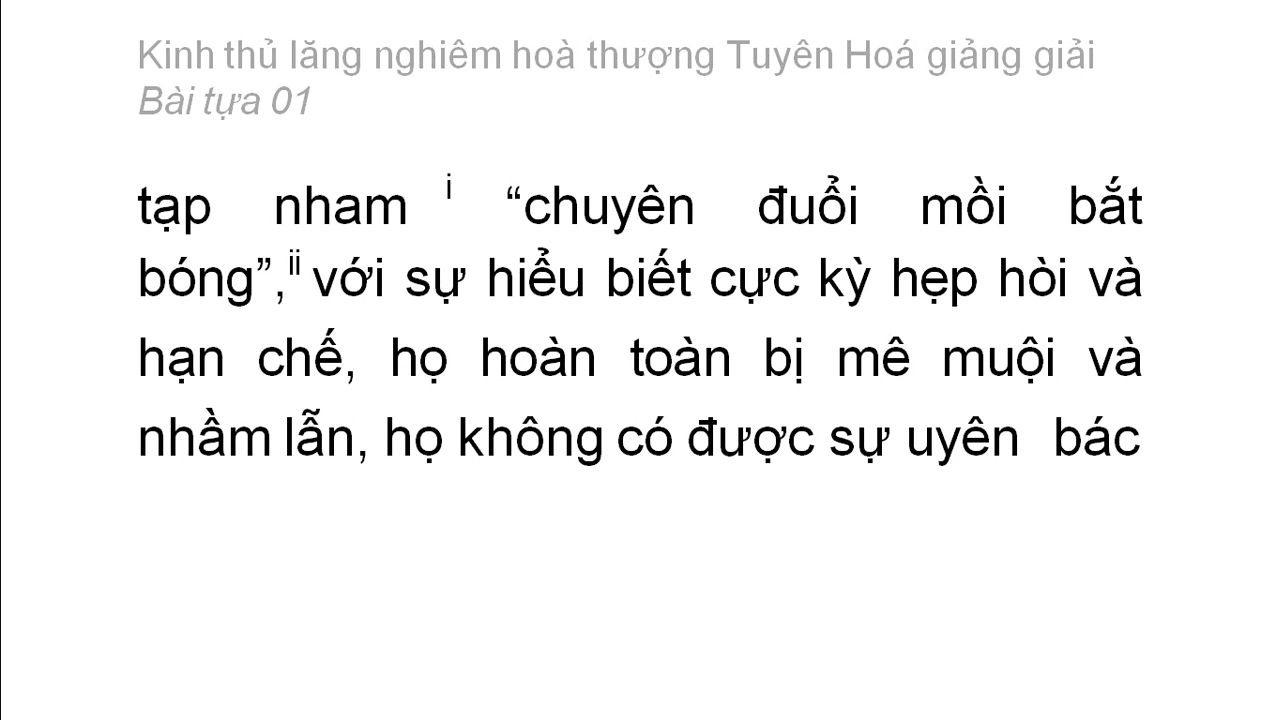 Kinh thủ lăng nghiêm hoà thượng Tuyên Hoá giảng giải
Bài tựa 01
tạp nham i “chuyên đuổi mồi bắt
bóng”,ii với sự hiểu biết cực kỳ hẹp hòi và
hạn chế, họ hoàn toàn bị mê muội và
nhầm lẫn, họ không có được sự uyên bác